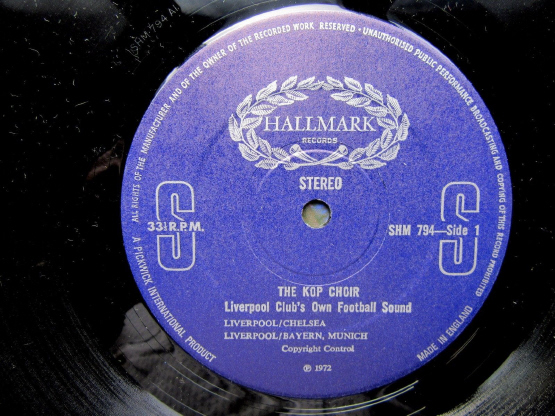 SHM 794 A
ALL RIGHTS OF THE MANUFACTURER AND OF THE OWNER OF THE RECORDED WORK RESERVED · UNAUTHORISED PUBLIC PERFORMANCE BROADCASTING AND COPYING OF THIS RECORD PROHIBITED
HALLMARK
RECORDS
STEREO
S S
33⅓ R.P.M.
SHM 794—Side 1
THE KOP CHOIR
Liverpool Club's Own Football Sound
LIVERPOOL/CHELSEA
LIVERPOOL/BAYERN, MUNICH
Copyright Control
℗ 1972
A PICKWICK INTERNATIONAL PRODUCT
MADE IN ENGLAND